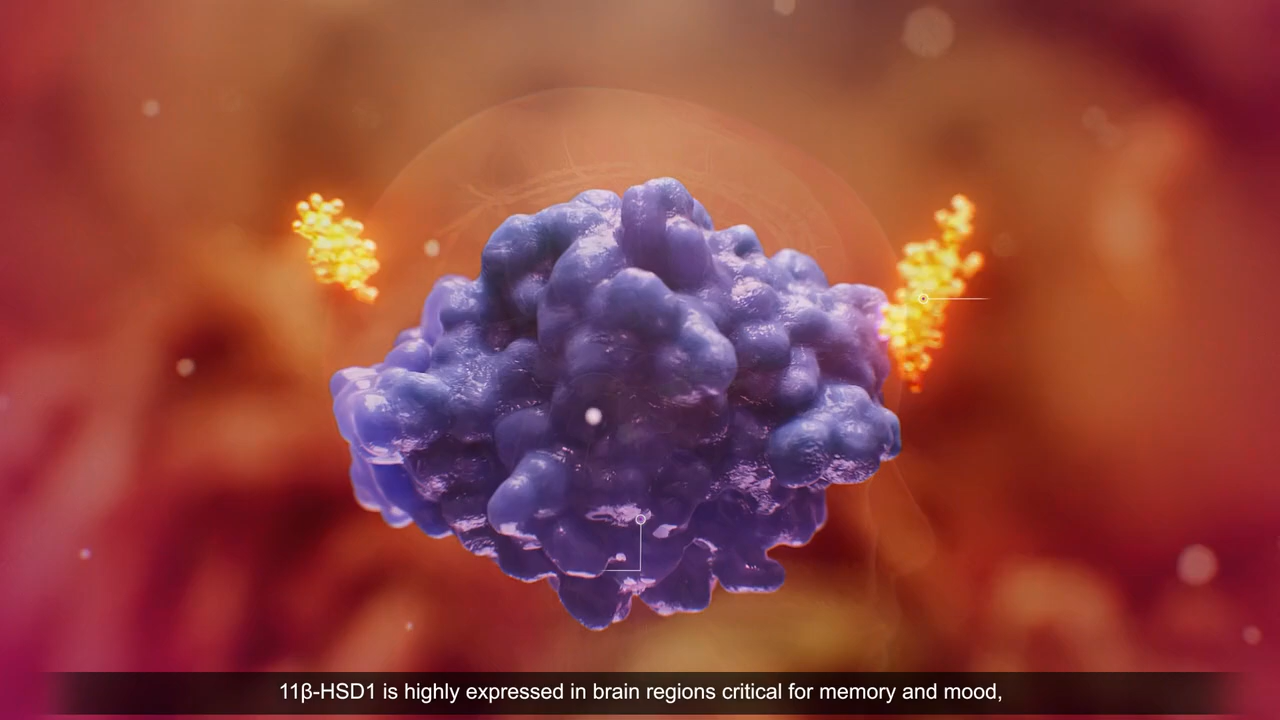 11β-HSD1 is highly expressed in brain regions critical for memory and mood,